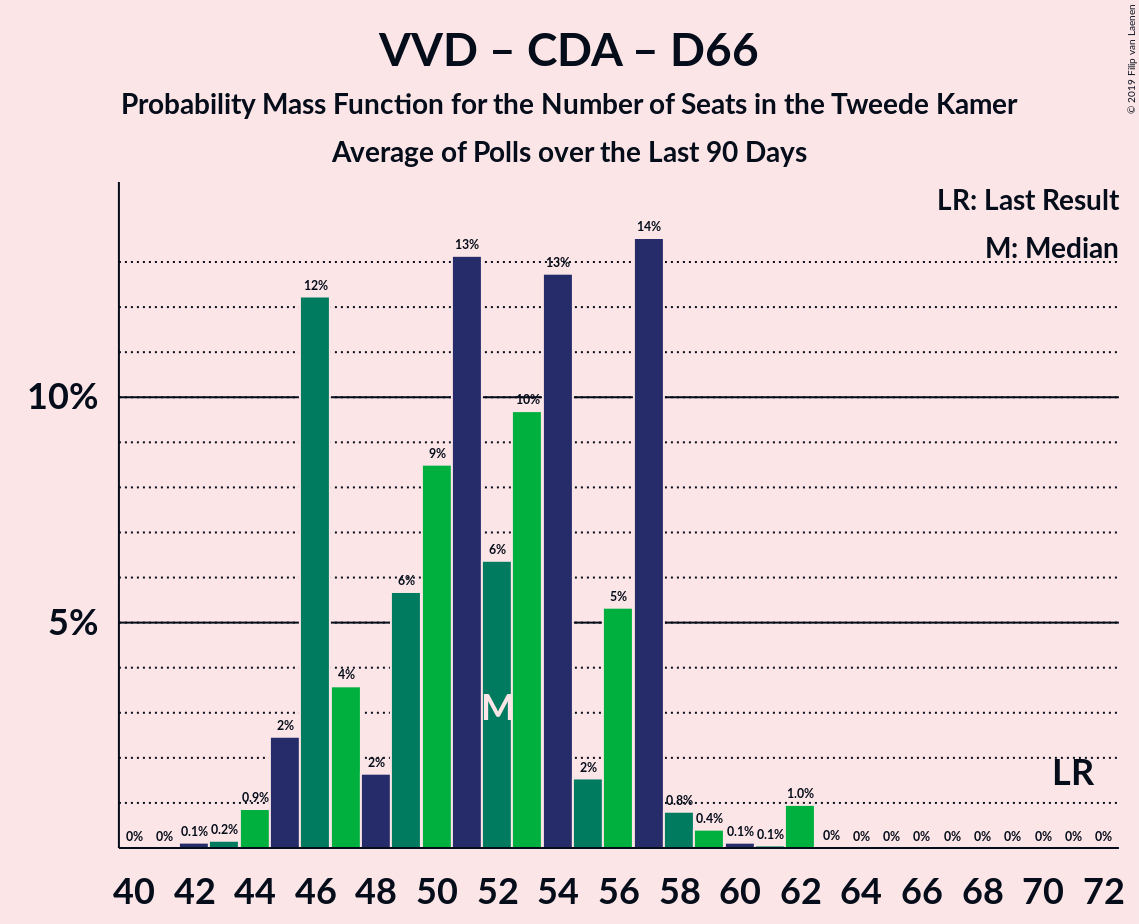 VVD – CDA – D66
Probability Mass Function for the Number of Seats in the Tweede Kamer
Average of Polls over the Last 90 Days
© 2019 Filip van Laenen
LR: Last Result
M: Median
10%
5%
0% 0% 0.1% 0.2% 0.9% 2% 12% 4% 2% 6% 9% 13% 6% 10% 13% 2% 5% 14% 0.8% 0.4% 0.1% 0.1% 1.0% 0% 0% 0% 0% 0% 0% 0% 0% 0% 0%
M
LR
40 42 44 46 48 50 52 54 56 58 60 62 64 66 68 70 72